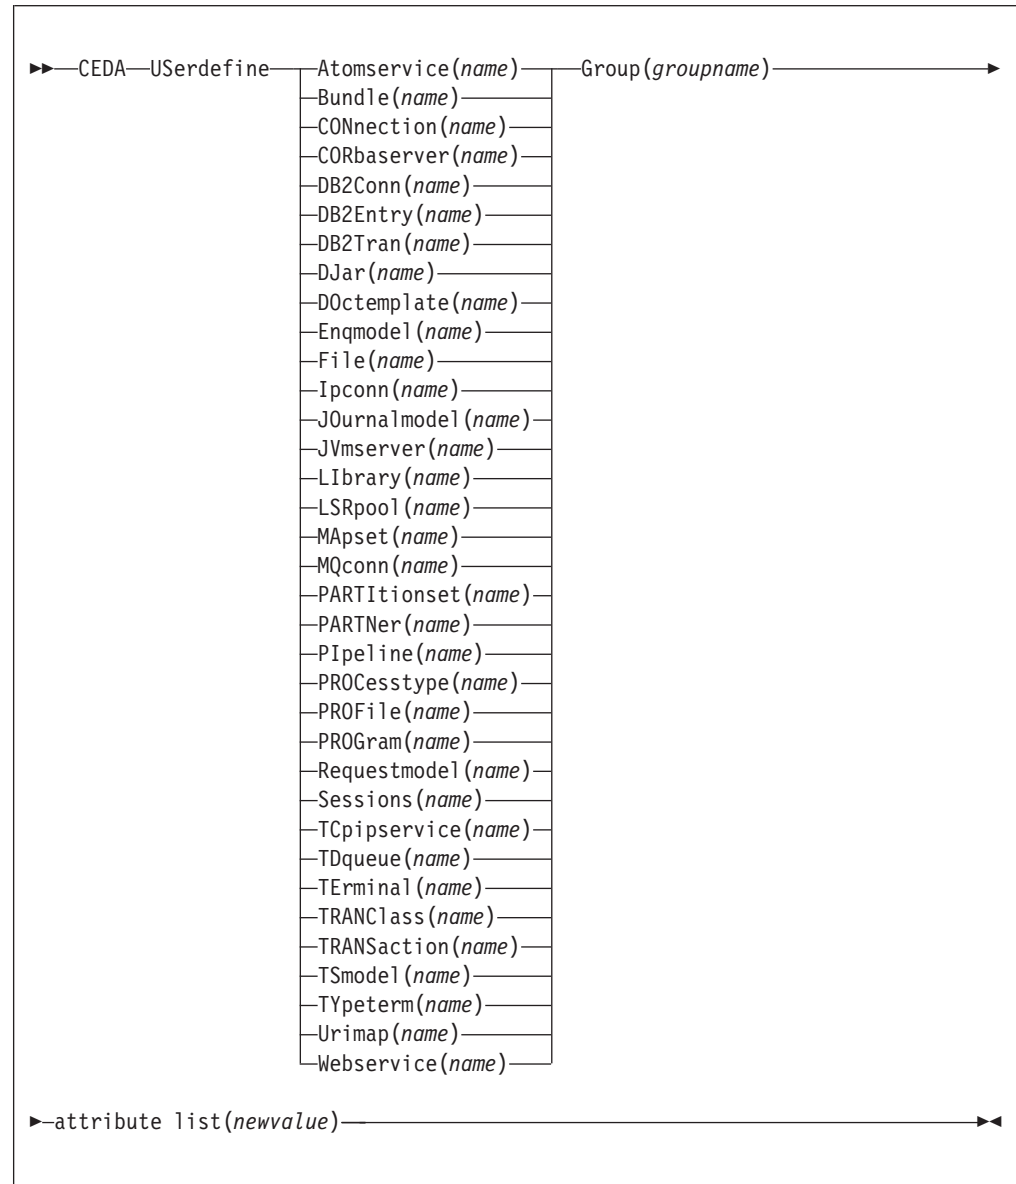 CEDA USerdefine Atomservice(name) Group(groupname)
Bundle(name)
CONnection(name)
CORbaserver(name)
DB2Conn(name)
DB2Entry(name)
DB2Tran(name)
DJar(name)
DOctemplate(name)
Enqmodel(name)
File(name)
Ipconn(name)
JOurnalmodel(name)
JVmserver(name)
LIbrary(name)
LSRpool(name)
MApset(name)
MQconn(name)
PARTItionset(name)
PARTNer(name)
PIpeline(name)
PROCesstype(name)
PROFile(name)
PROGram(name)
Requestmodel(name)
Sessions(name)
TCpipservice(name)
TDqueue(name)
TErminal(name)
TRANClass(name)
TRANSaction(name)
TSmodel(name)
TYpeterm(name)
Urimap(name)
Webservice(name)
attribute list(newvalue)